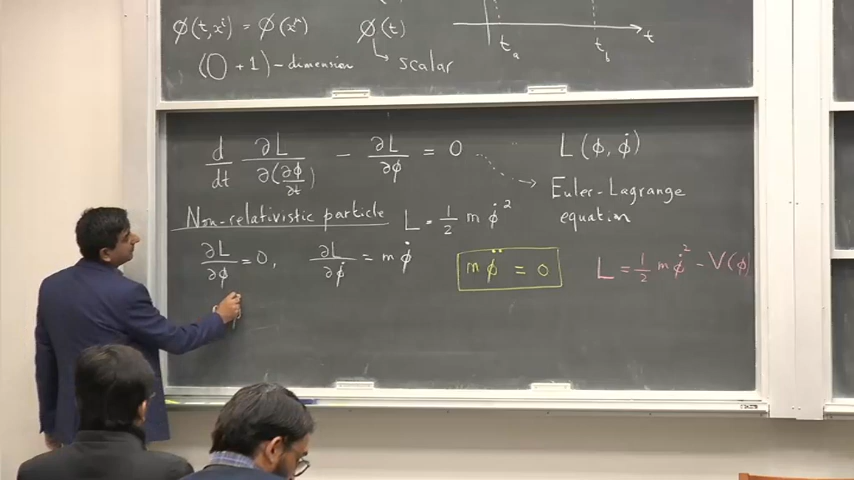 φ(t,xⁱ) = φ(x^μ)   φ(t)
t_a   t_b   t
(0+1)-dimension   scalar
d/dt ∂L/∂(∂φ/∂t) − ∂L/∂φ = 0   L(φ, φ̇)
Euler-Lagrange
equation
Non-relativistic particle   L = 1/2 m φ̇²
∂L/∂φ = 0,   ∂L/∂φ̇ = m φ̇   m φ̈ = 0   L = 1/2 m φ̇² − V(φ)